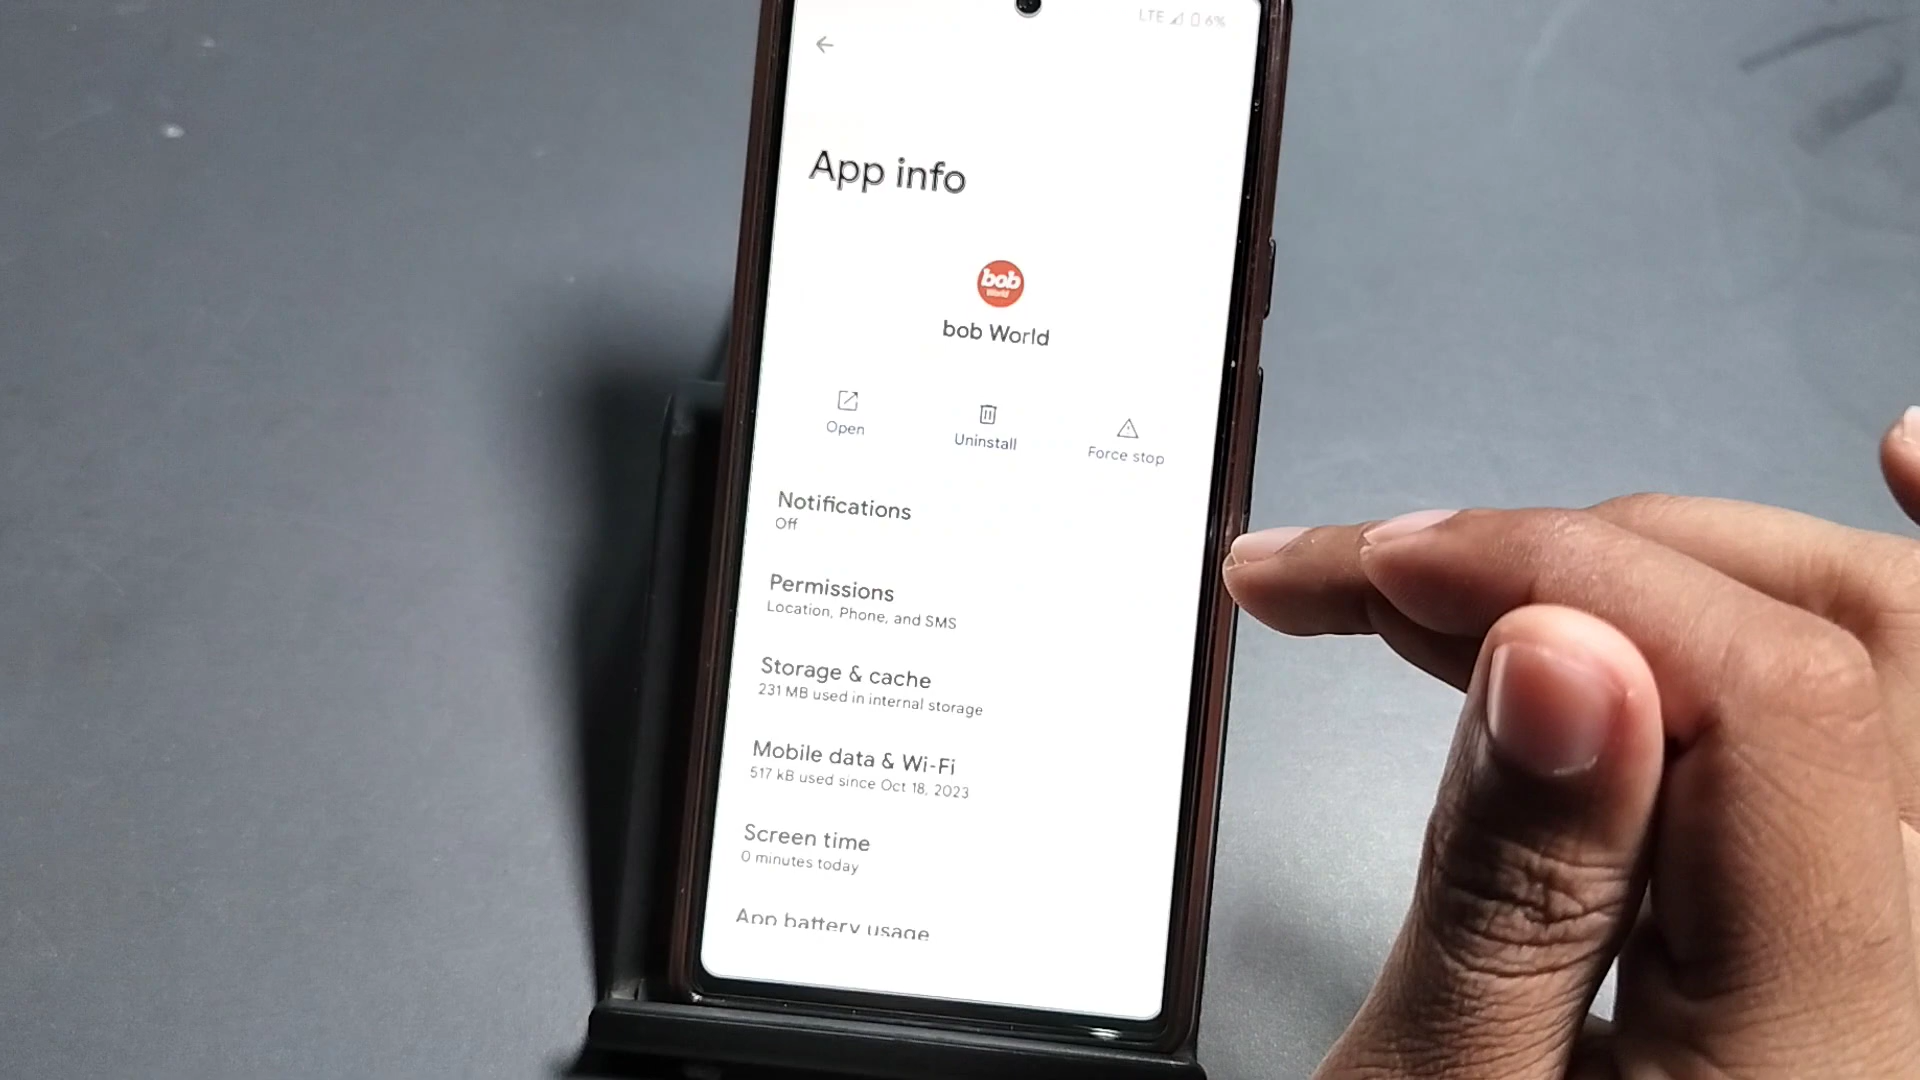 LTE 6%
App info
bob
World
bob World
Open
Uninstall
Force stop
Notifications
Off
Permissions
Location, Phone, and SMS
Storage & cache
231 MB used in internal storage
Mobile data & Wi-Fi
517 kB used since Oct 18, 2023
Screen time
0 minutes today
App battery usage